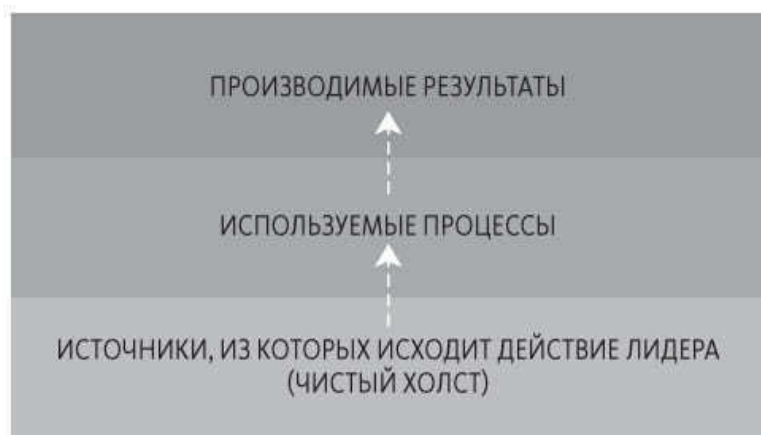 ПРОИЗВОДИМЫЕ РЕЗУЛЬТАТЫ
ИСПОЛЬЗУЕМЫЕ ПРОЦЕССЫ
ИСТОЧНИКИ, ИЗ КОТОРЫХ ИСХОДИТ ДЕЙСТВИЕ ЛИДЕРА
(ЧИСТЫЙ ХОЛСТ)